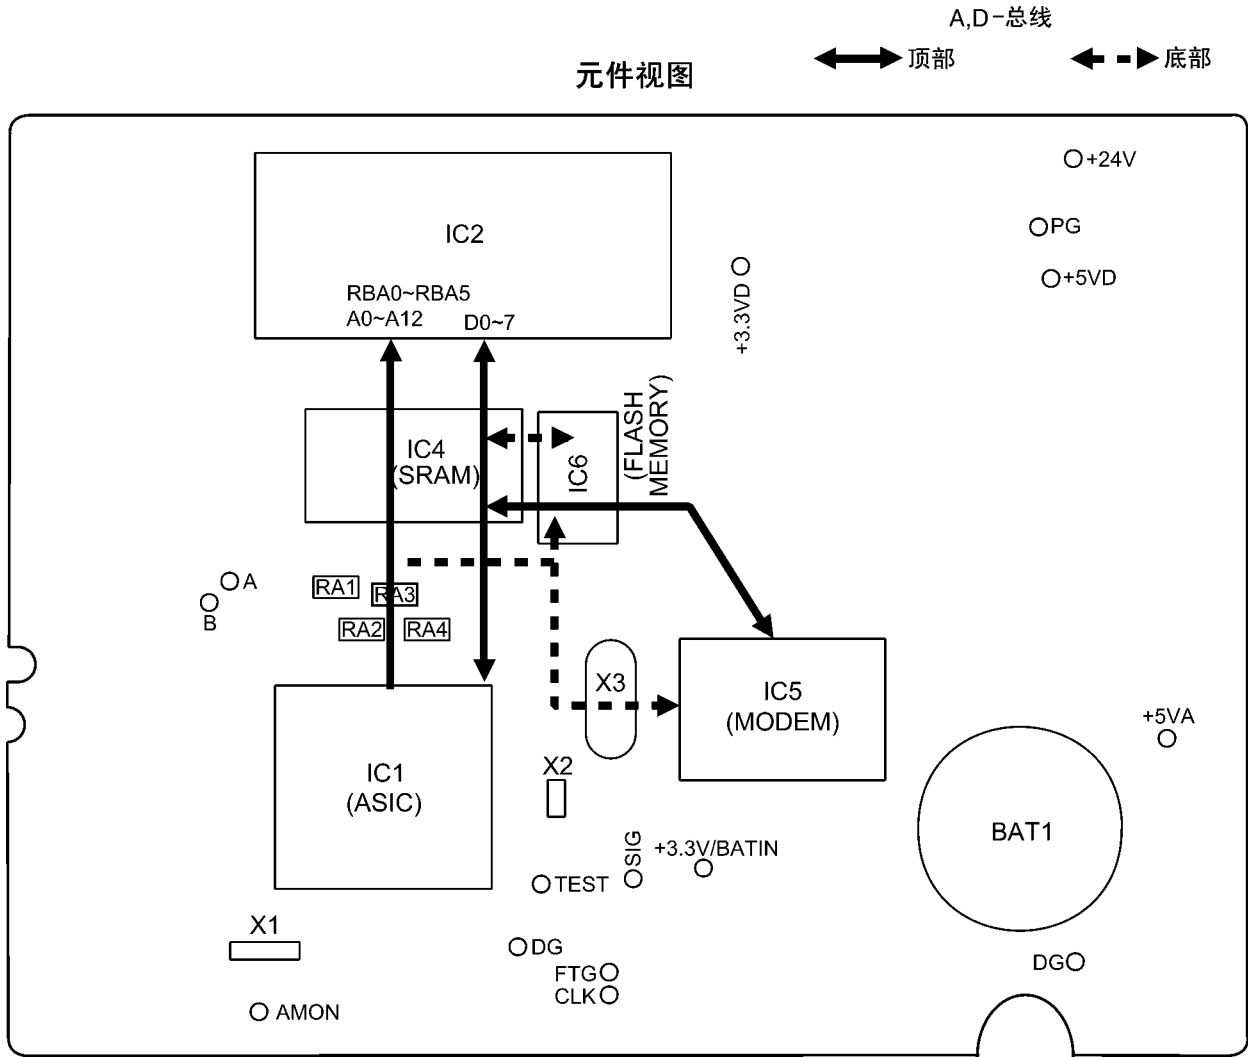 A,D-总线
顶部
底部
元件视图
+24V
PG
+5VD
IC2
RBA0~RBA5
A0~A12
D0~7
+3.3VD
IC4
(SRAM)
IC6
(FLASH
MEMORY)
A
B
RA1
RA3
RA2
RA4
X3
IC5
(MODEM)
+5VA
IC1
(ASIC)
X2
BAT1
SIG
+3.3V/BATIN
TEST
X1
DG
FTG
CLK
DG
AMON